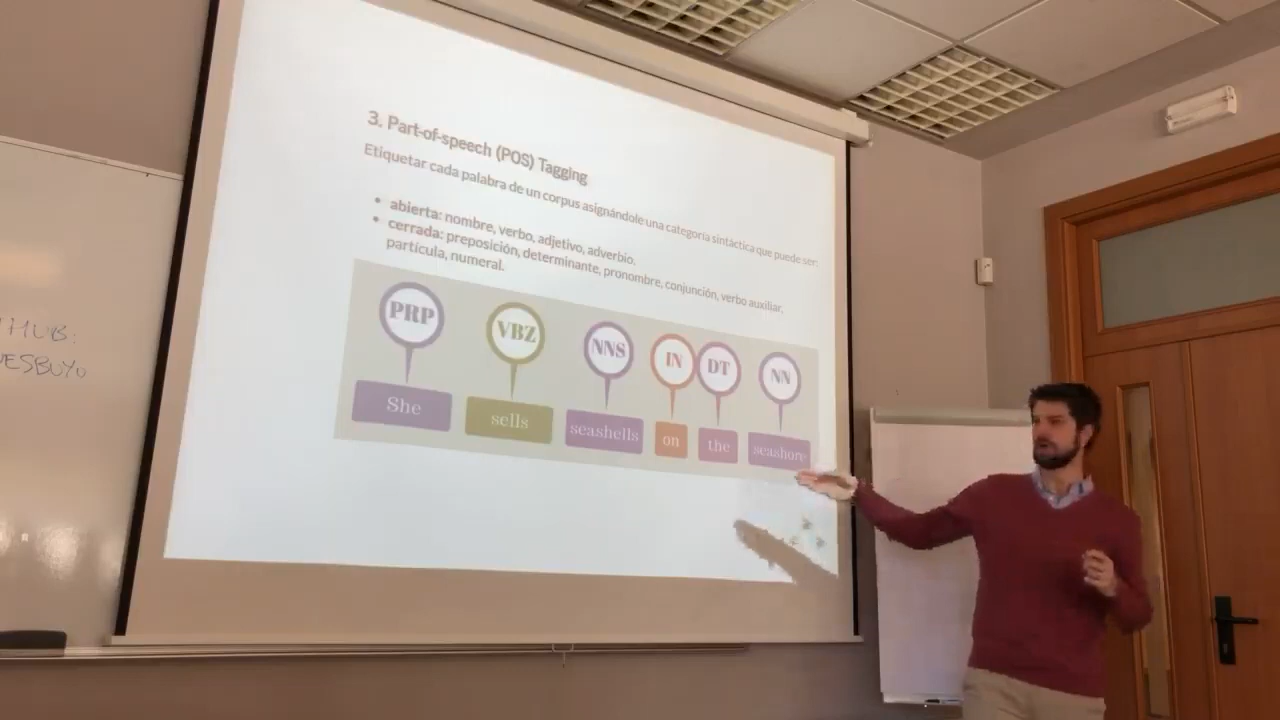 3. Part-of-speech (POS) Tagging
Etiquetar cada palabra de un corpus asignándole una categoría sintáctica que puede ser:
• abierta: nombre, verbo, adjetivo, adverbio.
• cerrada: preposición, determinante, pronombre, conjunción, verbo auxiliar,
partícula, numeral.
PRP VBZ NNS IN DT NN
She sells seashells on the seashore